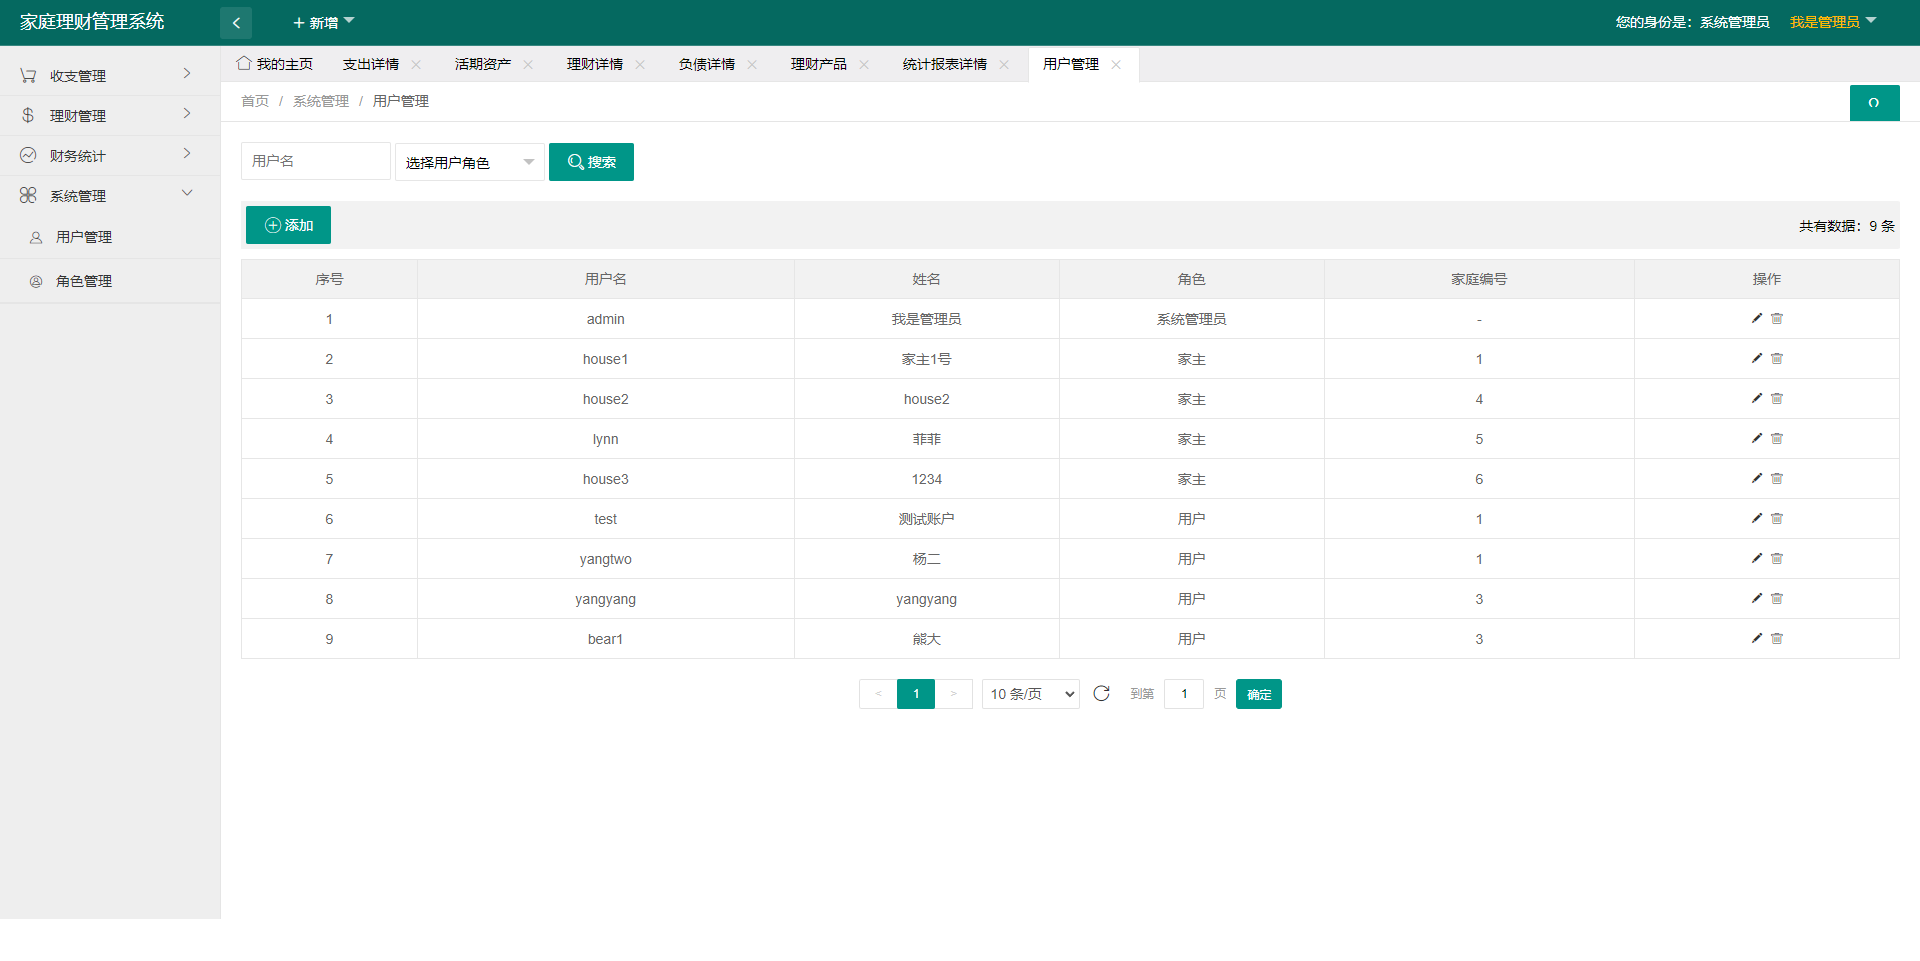 家庭理财管理系统
新增
您的身份是：系统管理员 我是管理员
收支管理
理财管理
财务统计
系统管理
用户管理
角色管理
我的主页 支出详情 活期资产 理财详情 负债详情 理财产品 统计报表详情 用户管理
首页 / 系统管理 / 用户管理
用户名 选择用户角色 搜索
添加 共有数据：9 条
序号 用户名 姓名 角色 家庭编号 操作
1 admin 我是管理员 系统管理员 -
2 house1 家主1号 家主 1
3 house2 house2 家主 4
4 lynn 菲菲 家主 5
5 house3 1234 家主 6
6 test 测试账户 用户 1
7 yangtwo 杨二 用户 1
8 yangyang yangyang 用户 3
9 bear1 熊大 用户 3
< 1 > 10 条/页 到第 1 页 确定